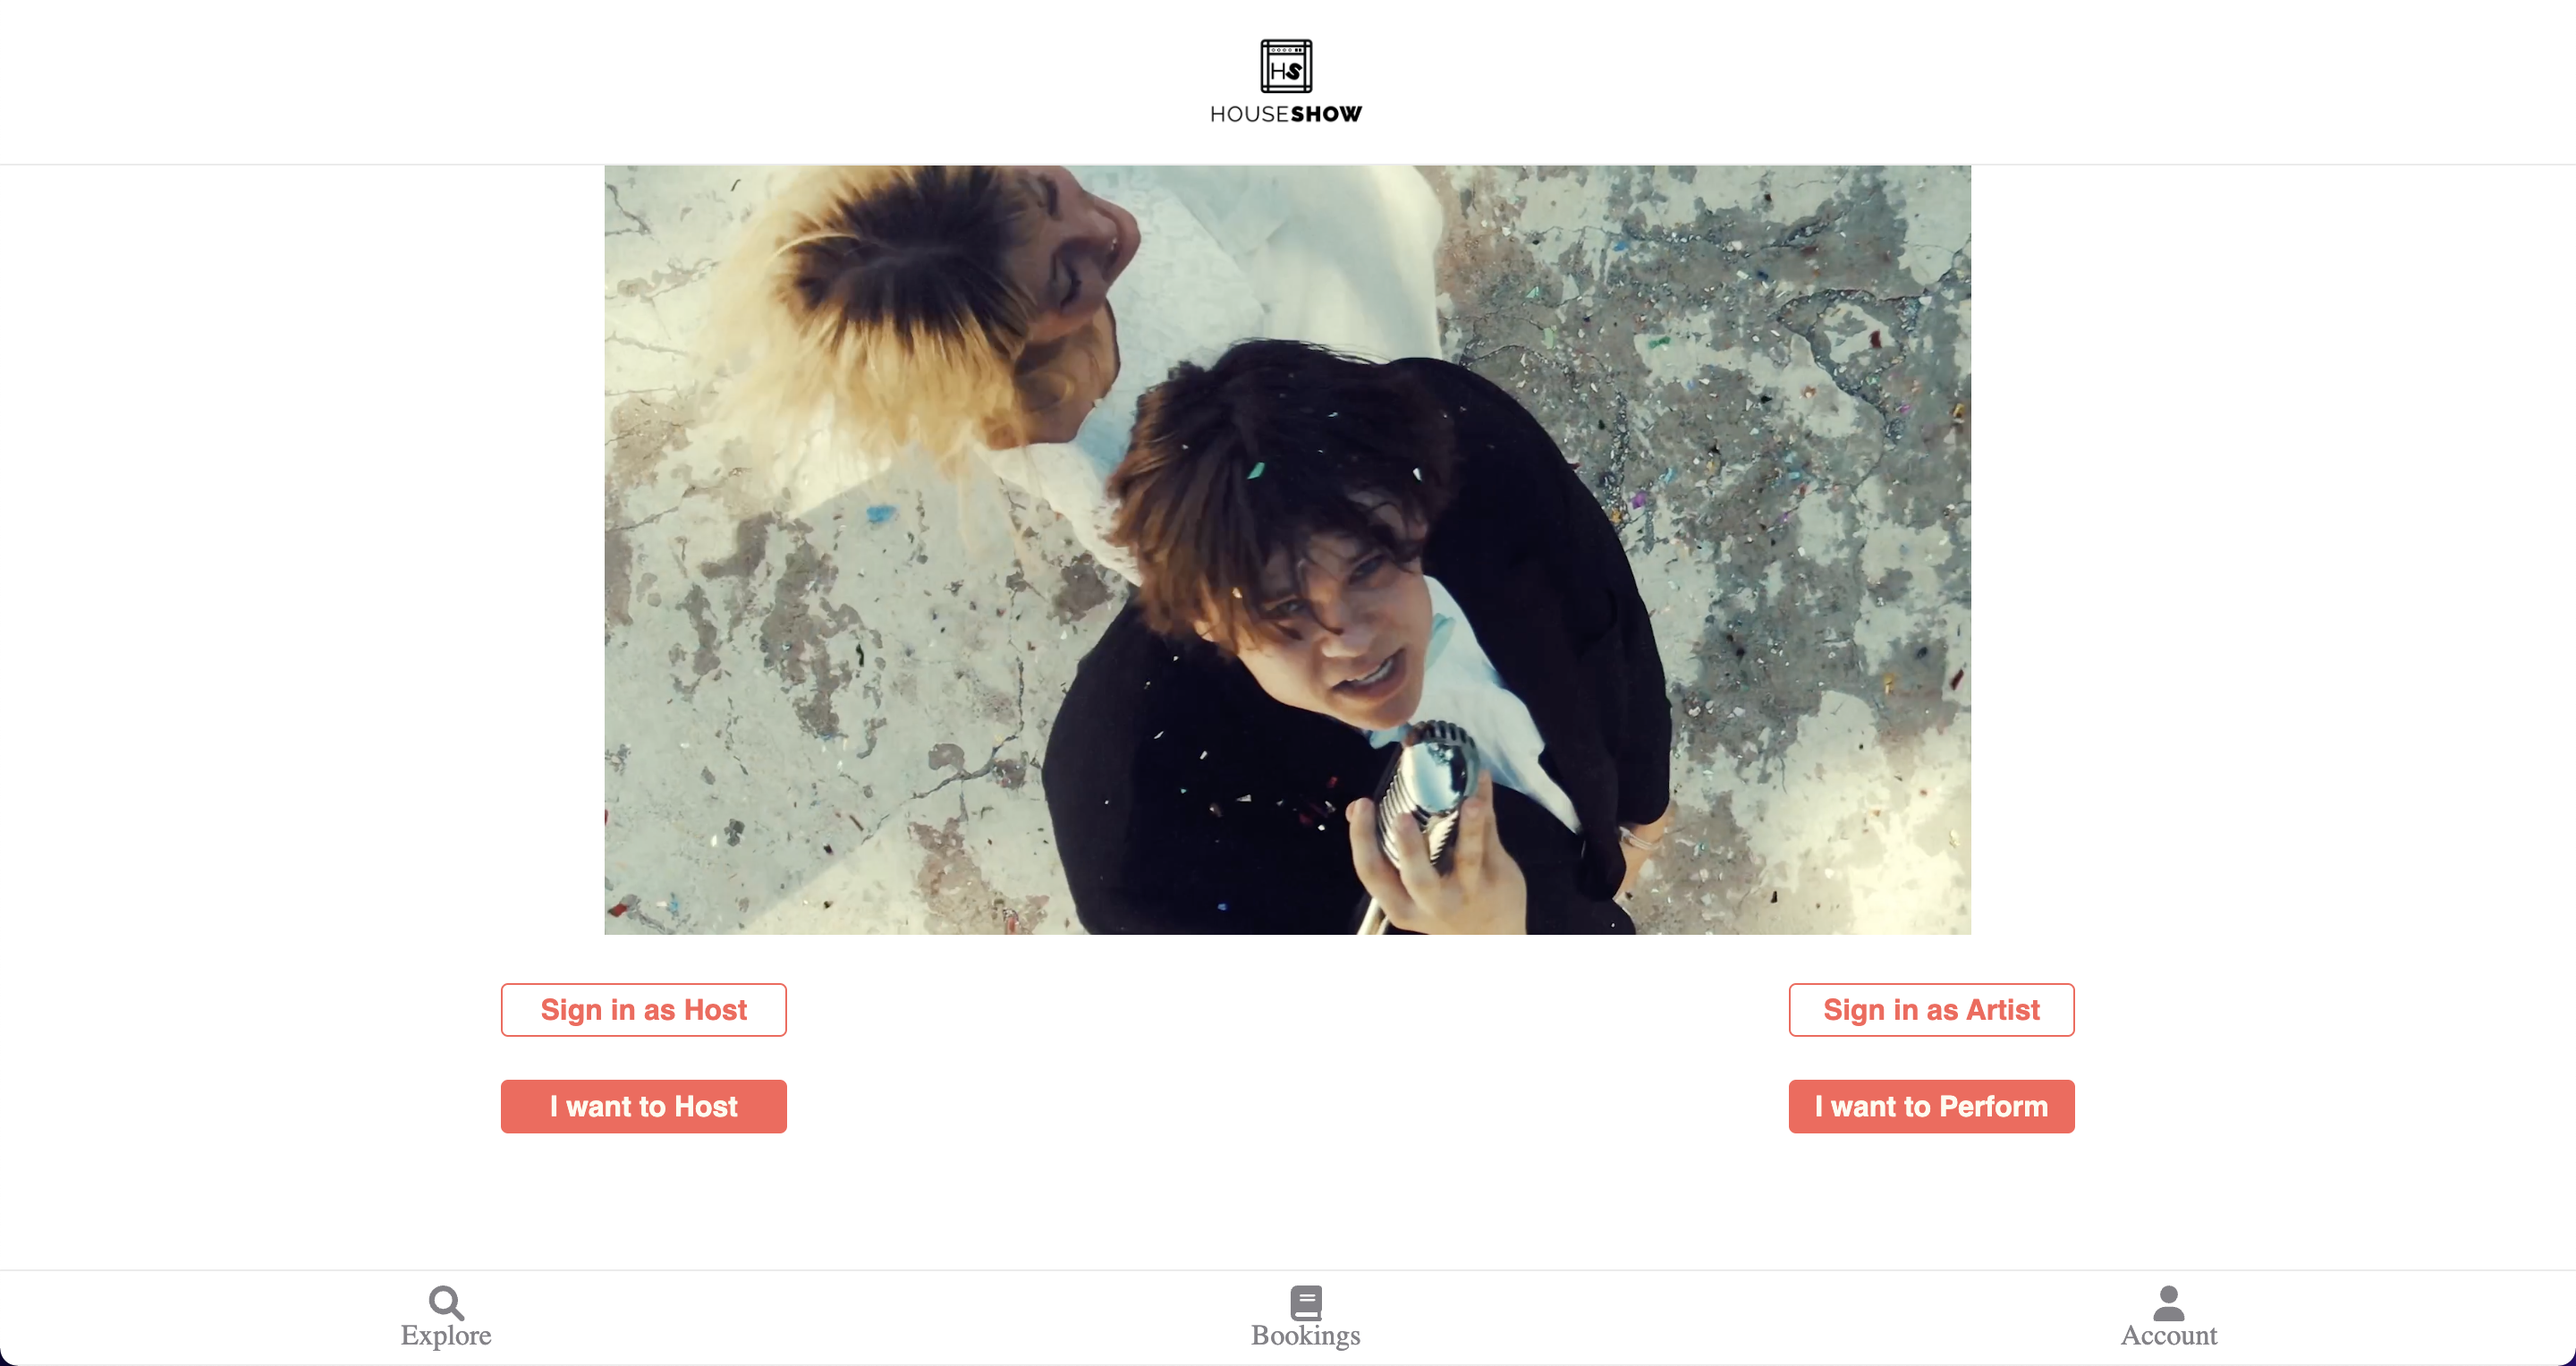 HS
HOUSESHOW
Sign in as Host
Sign in as Artist
I want to Host
I want to Perform
Explore
Bookings
Account